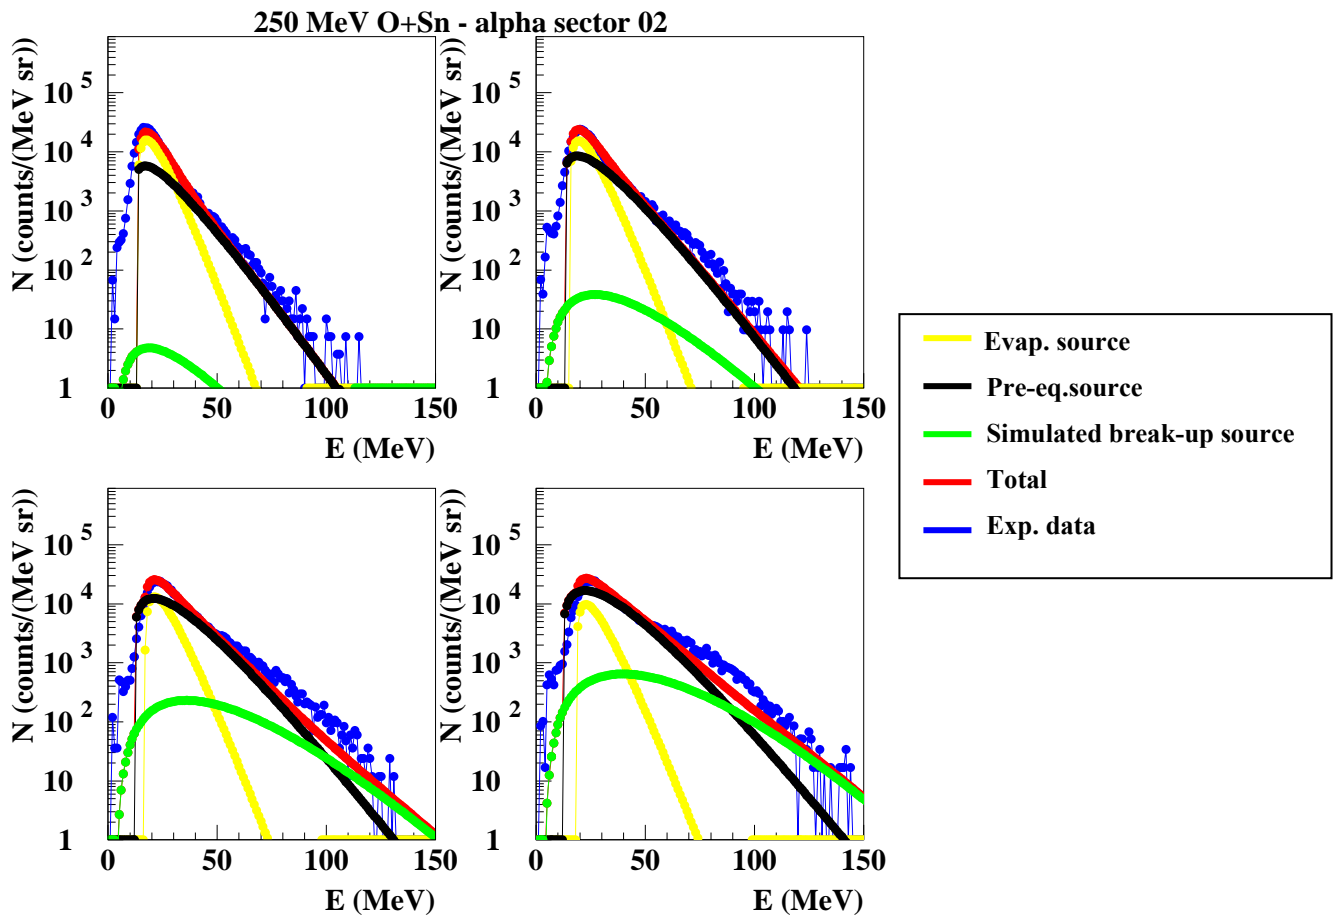 250 MeV O+Sn - alpha sector 02
N (counts/(MeV sr))
10 5
10 4
10 3
10 2
10
1
0 50 100 150
E (MeV)
N (counts/(MeV sr))
10 5
10 4
10 3
10 2
10
1
0 50 100 150
E (MeV)
N (counts/(MeV sr))
10 5
10 4
10 3
10 2
10
1
0 50 100 150
E (MeV)
N (counts/(MeV sr))
10 5
10 4
10 3
10 2
10
1
0 50 100 150
E (MeV)
Evap. source
Pre-eq.source
Simulated break-up source
Total
Exp. data